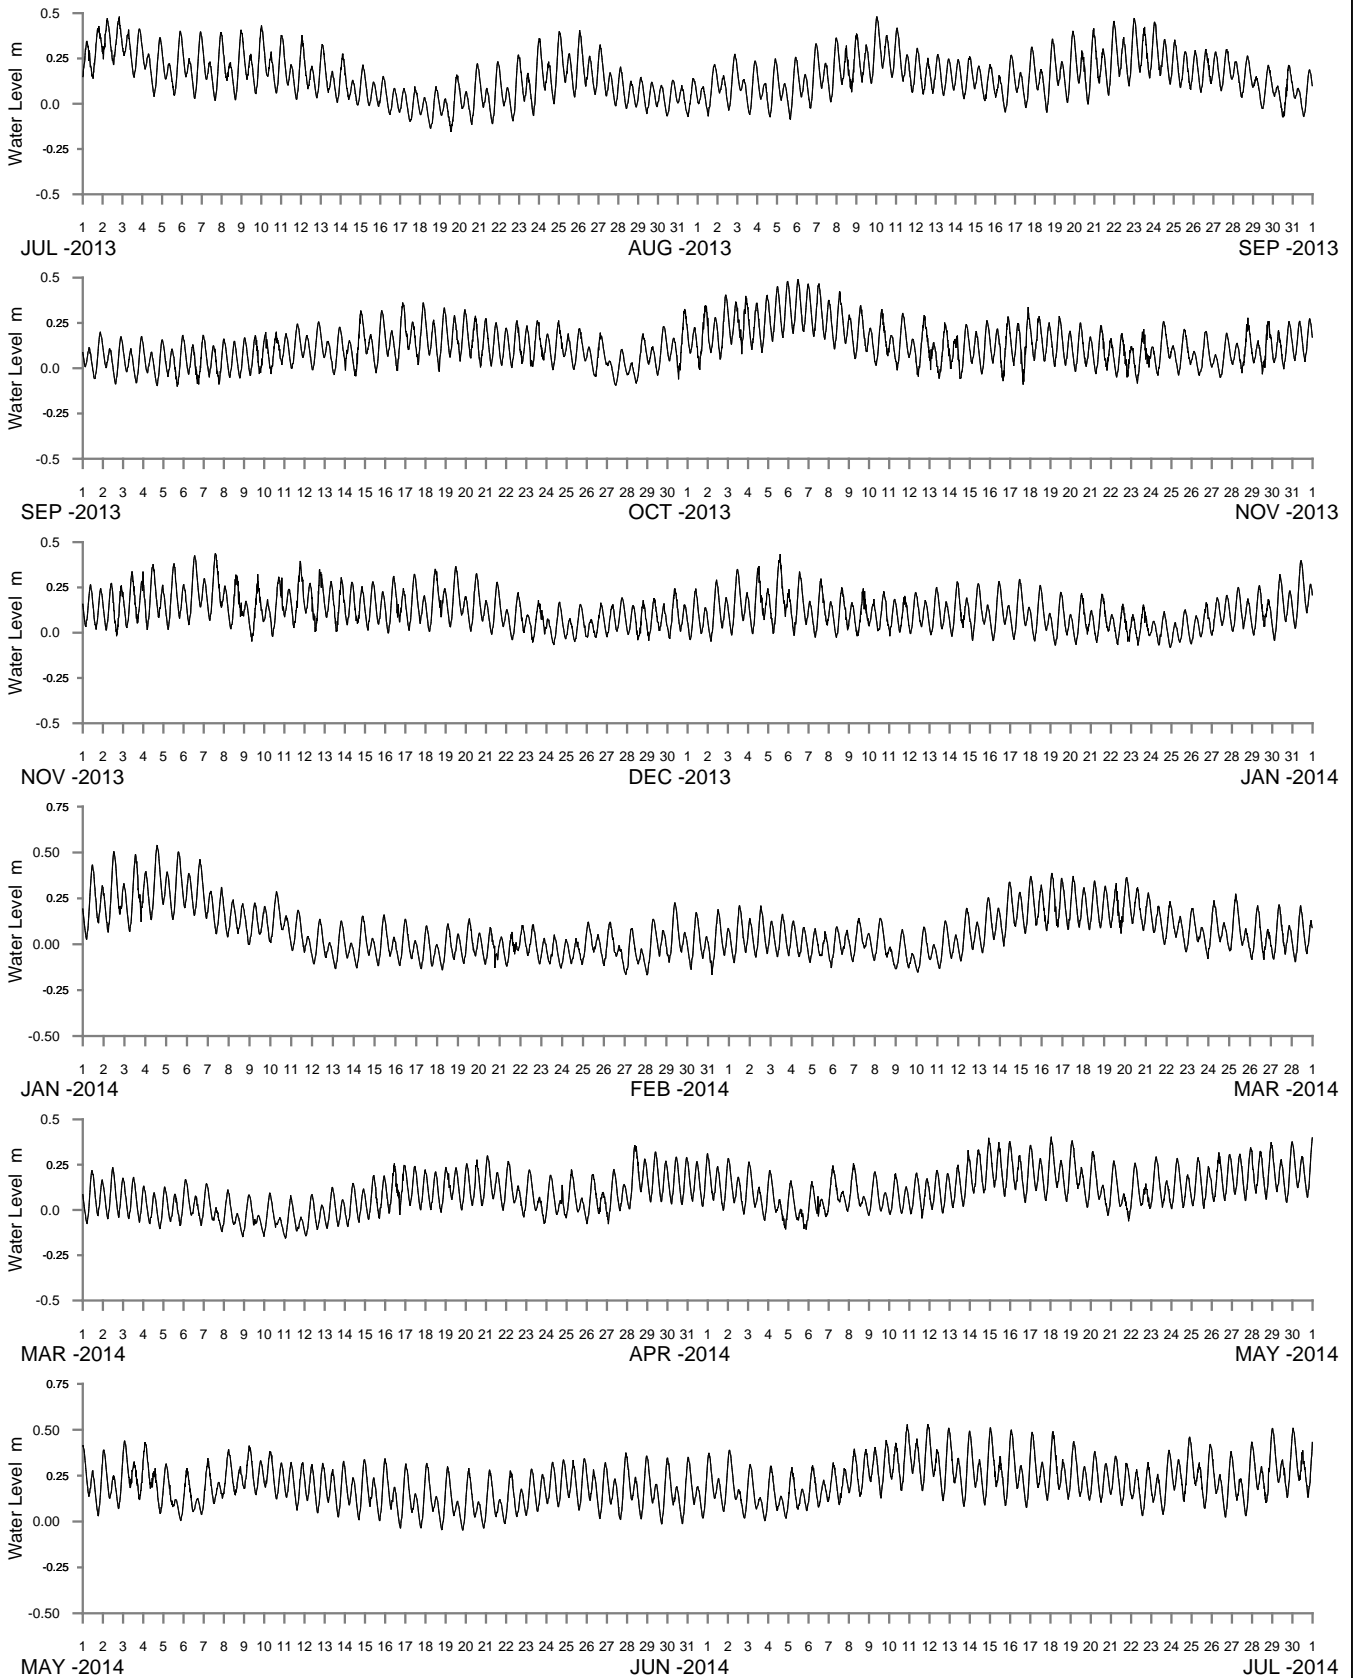 0.5
0.25
0.0
-0.25
-0.5
Water Level m
1 2 3 4 5 6 7 8 9 10 11 12 13 14 15 16 17 18 19 20 21 22 23 24 25 26 27 28 29 30 31 1 2 3 4 5 6 7 8 9 10 11 12 13 14 15 16 17 18 19 20 21 22 23 24 25 26 27 28 29 30 31 1
JUL -2013 AUG -2013 SEP -2013
0.5
0.25
0.0
-0.25
-0.5
Water Level m
1 2 3 4 5 6 7 8 9 10 11 12 13 14 15 16 17 18 19 20 21 22 23 24 25 26 27 28 29 30 1 2 3 4 5 6 7 8 9 10 11 12 13 14 15 16 17 18 19 20 21 22 23 24 25 26 27 28 29 30 31 1
SEP -2013 OCT -2013 NOV -2013
0.5
0.25
0.0
-0.25
-0.5
Water Level m
1 2 3 4 5 6 7 8 9 10 11 12 13 14 15 16 17 18 19 20 21 22 23 24 25 26 27 28 29 30 1 2 3 4 5 6 7 8 9 10 11 12 13 14 15 16 17 18 19 20 21 22 23 24 25 26 27 28 29 30 31 1
NOV -2013 DEC -2013 JAN -2014
0.75
0.50
0.25
0.00
-0.25
-0.50
Water Level m
1 2 3 4 5 6 7 8 9 10 11 12 13 14 15 16 17 18 19 20 21 22 23 24 25 26 27 28 29 30 31 1 2 3 4 5 6 7 8 9 10 11 12 13 14 15 16 17 18 19 20 21 22 23 24 25 26 27 28 1
JAN -2014 FEB -2014 MAR -2014
0.5
0.25
0.0
-0.25
-0.5
Water Level m
1 2 3 4 5 6 7 8 9 10 11 12 13 14 15 16 17 18 19 20 21 22 23 24 25 26 27 28 29 30 31 1 2 3 4 5 6 7 8 9 10 11 12 13 14 15 16 17 18 19 20 21 22 23 24 25 26 27 28 29 30 1
MAR -2014 APR -2014 MAY -2014
0.75
0.50
0.25
0.00
-0.25
-0.50
Water Level m
1 2 3 4 5 6 7 8 9 10 11 12 13 14 15 16 17 18 19 20 21 22 23 24 25 26 27 28 29 30 31 1 2 3 4 5 6 7 8 9 10 11 12 13 14 15 16 17 18 19 20 21 22 23 24 25 26 27 28 29 30 1
MAY -2014 JUN -2014 JUL -2014